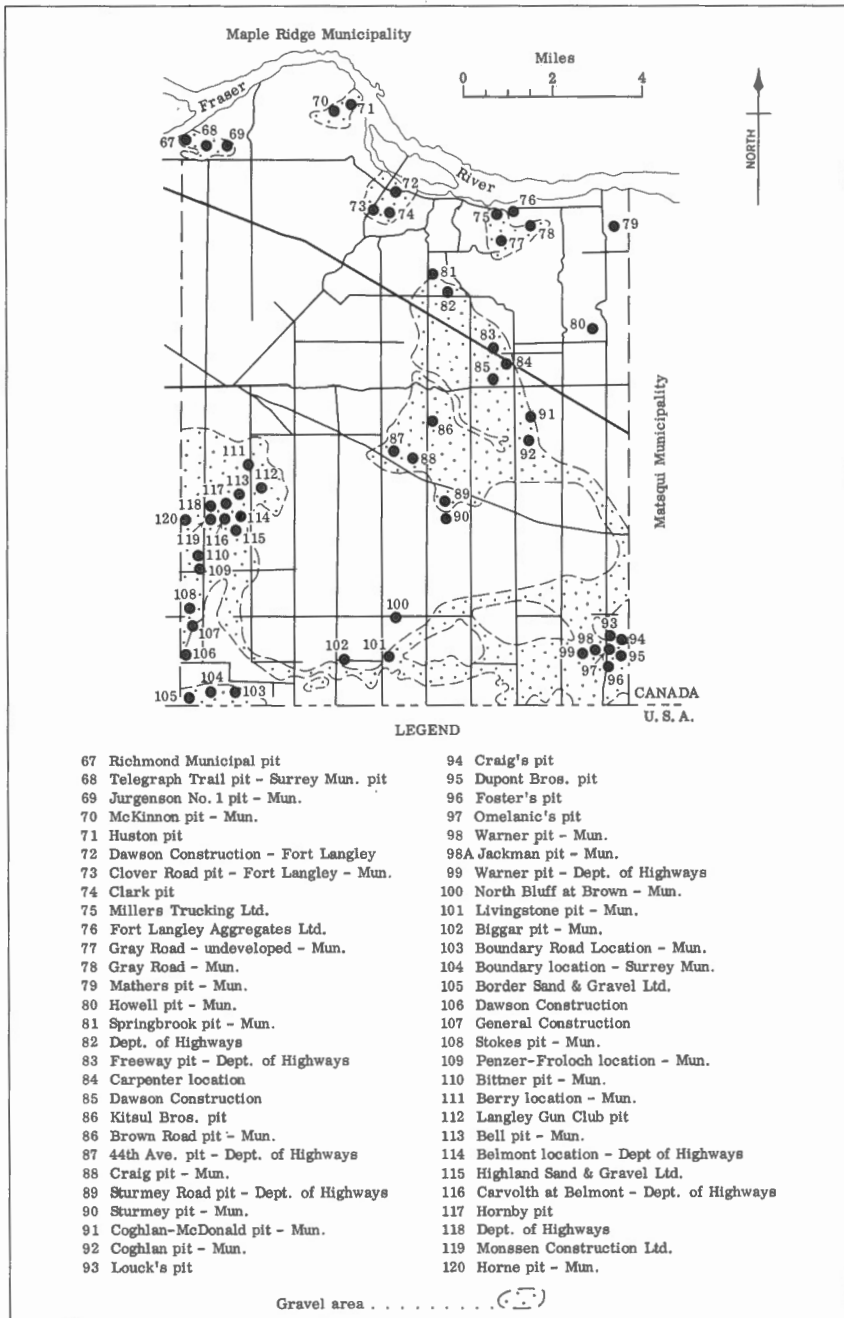 Maple Ridge Municipality
Miles
0 2 4
NORTH
Fraser
River
70 71
67 68 69
72
73 74
75 76
77 78
79
80
81
82
83
84
85
86
87
88
89
90
91
92
Matsqui Municipality
111
112
113
117
118
120
114
119 116 115
110
109
108
107
106
104
105 103
100
102 101
93
94
98
99
95
97
96
CANADA
U. S. A.
LEGEND
67 Richmond Municipal pit
68 Telegraph Trail pit - Surrey Mun. pit
69 Jurgenson No. 1 pit - Mun.
70 McKinnon pit - Mun.
71 Huston pit
72 Dawson Construction - Fort Langley
73 Clover Road pit - Fort Langley - Mun.
74 Clark pit
75 Millers Trucking Ltd.
76 Fort Langley Aggregates Ltd.
77 Gray Road - undeveloped - Mun.
78 Gray Road - Mun.
79 Mathers pit - Mun.
80 Howell pit - Mun.
81 Springbrook pit - Mun.
82 Dept. of Highways
83 Freeway pit - Dept. of Highways
84 Carpenter location
85 Dawson Construction
86 Kitsul Bros. pit
86 Brown Road pit - Mun.
87 44th Ave. pit - Dept. of Highways
88 Craig pit - Mun.
89 Sturmey Road pit - Dept. of Highways
90 Sturmey pit - Mun.
91 Coghlan-McDonald pit - Mun.
92 Coghlan pit - Mun.
93 Louck's pit
94 Craig's pit
95 Dupont Bros. pit
96 Foster's pit
97 Omelanic's pit
98 Warner pit - Mun.
98A Jackman pit - Mun.
99 Warner pit - Dept. of Highways
100 North Bluff at Brown - Mun.
101 Livingstone pit - Mun.
102 Biggar pit - Mun.
103 Boundary Road Location - Mun.
104 Boundary location - Surrey Mun.
105 Border Sand & Gravel Ltd.
106 Dawson Construction
107 General Construction
108 Stokes pit - Mun.
109 Penzer-Froloch location - Mun.
110 Bittner pit - Mun.
111 Berry location - Mun.
112 Langley Gun Club pit
113 Bell pit - Mun.
114 Belmont location - Dept of Highways
115 Highland Sand & Gravel Ltd.
116 Carvolth at Belmont - Dept. of Highways
117 Hornby pit
118 Dept. of Highways
119 Monssen Construction Ltd.
120 Horne pit - Mun.
Gravel area . . . . . . . . .